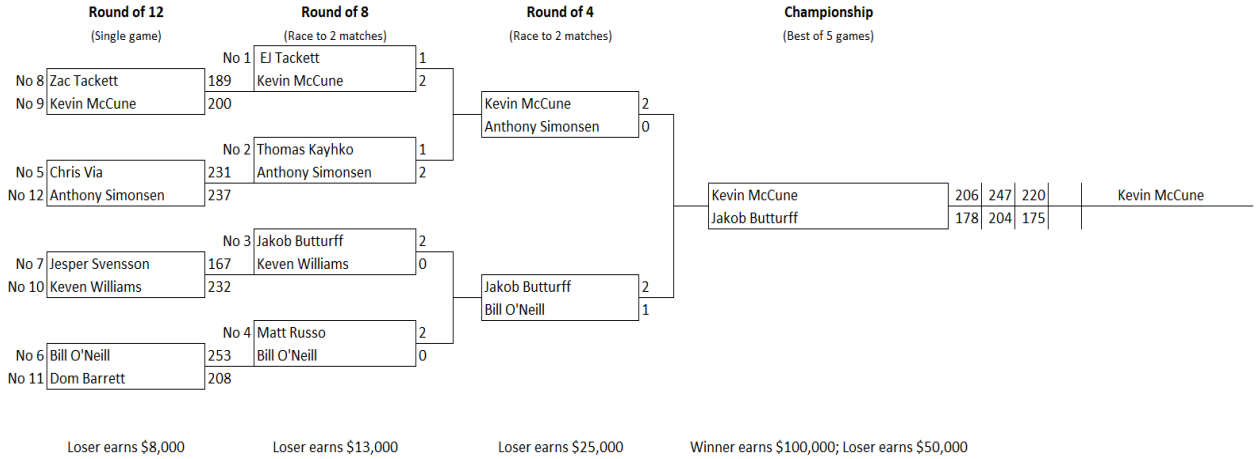 Round of 12
(Single game)
No 8 Zac Tackett 189
No 9 Kevin McCune 200
No 5 Chris Via 231
No 12 Anthony Simonsen 237
No 7 Jesper Svensson 167
No 10 Keven Williams 232
No 6 Bill O'Neill 253
No 11 Dom Barrett 208
Loser earns $8,000
Round of 8
(Race to 2 matches)
No 1 EJ Tackett 1
Kevin McCune 2
No 2 Thomas Kayhko 1
Anthony Simonsen 2
No 3 Jakob Butturff 2
Keven Williams 0
No 4 Matt Russo 2
Bill O'Neill 0
Loser earns $13,000
Round of 4
(Race to 2 matches)
Kevin McCune 2
Anthony Simonsen 0
Jakob Butturff 2
Bill O'Neill 1
Loser earns $25,000
Championship
(Best of 5 games)
Kevin McCune 206 247 220
Jakob Butturff 178 204 175
Kevin McCune
Winner earns $100,000; Loser earns $50,000